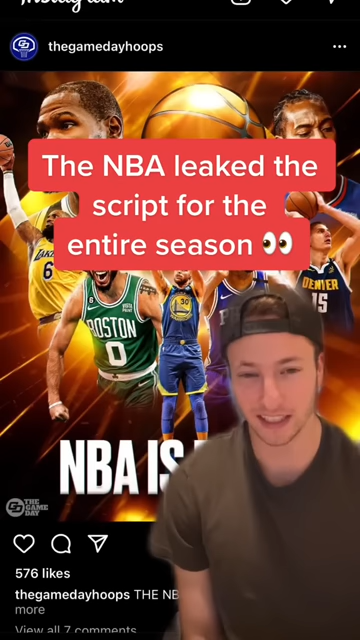 Instagram
thegamedayhoops
The NBA leaked the
script for the
entire season 👀
30
LAKERS
6
DENVER
15
BOSTON
0
NBA IS
THE
GAME
DAY
576 likes
thegamedayhoops THE NB
more
View all 7 comments